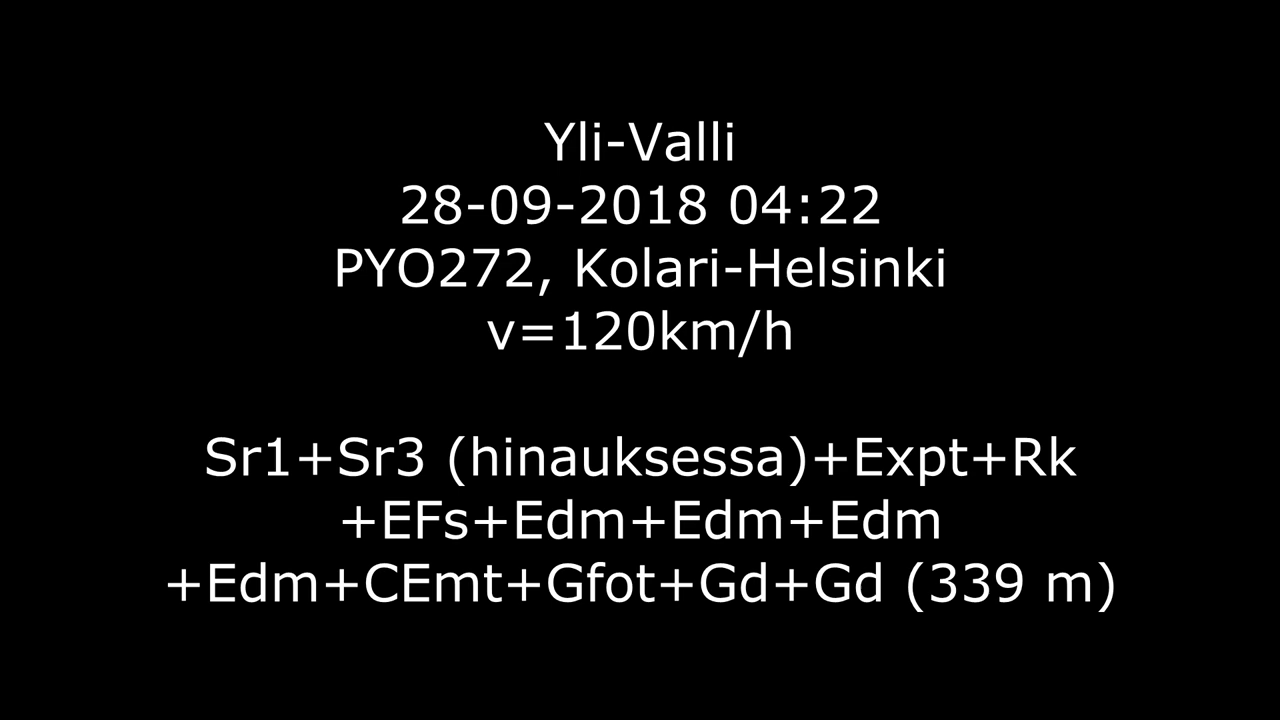 Yli-Valli
28-09-2018 04:22
PYO272, Kolari-Helsinki
v=120km/h
Sr1+Sr3 (hinauksessa)+Expt+Rk
+EFs+Edm+Edm+Edm
+Edm+CEmt+Gfot+Gd+Gd (339 m)